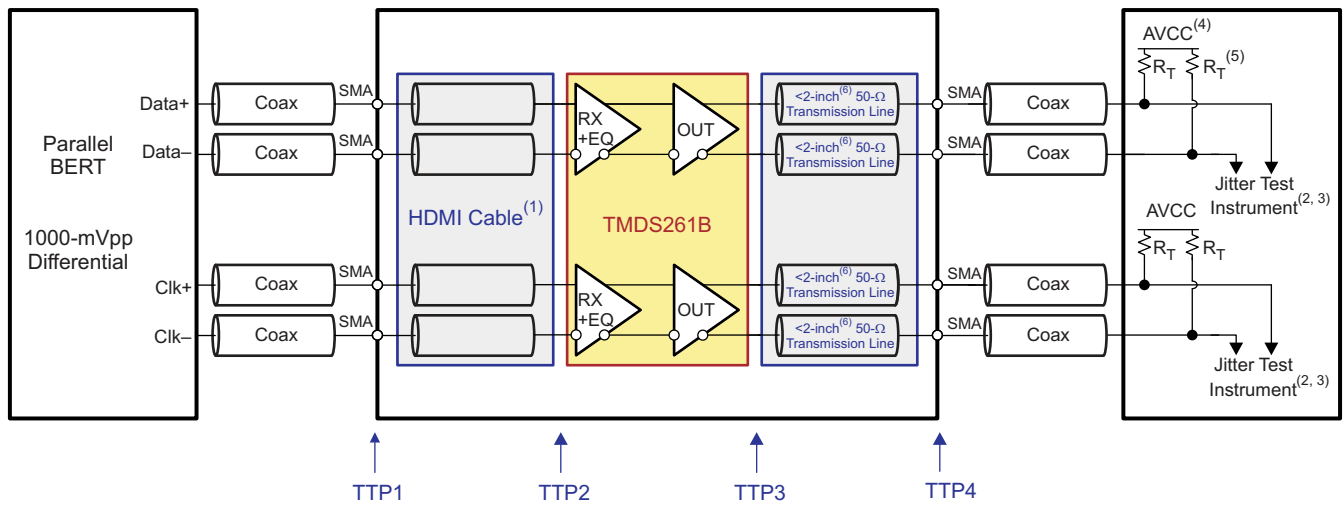 Parallel
BERT
1000-mVpp
Differential
Data+
Data–
Clk+
Clk–
Coax
Coax
Coax
Coax
SMA
SMA
SMA
SMA
HDMI Cable(1)
RX
+EQ
OUT
TMDS261B
RX
+EQ
OUT
<2-inch(6) 50-Ω
Transmission Line
<2-inch(6) 50-Ω
Transmission Line
<2-inch(6) 50-Ω
Transmission Line
<2-inch(6) 50-Ω
Transmission Line
SMA
SMA
SMA
SMA
Coax
Coax
Coax
Coax
AVCC(4)
RT
RT(5)
Jitter Test
Instrument(2, 3)
AVCC
RT
RT
Jitter Test
Instrument(2, 3)
TTP1
TTP2
TTP3
TTP4